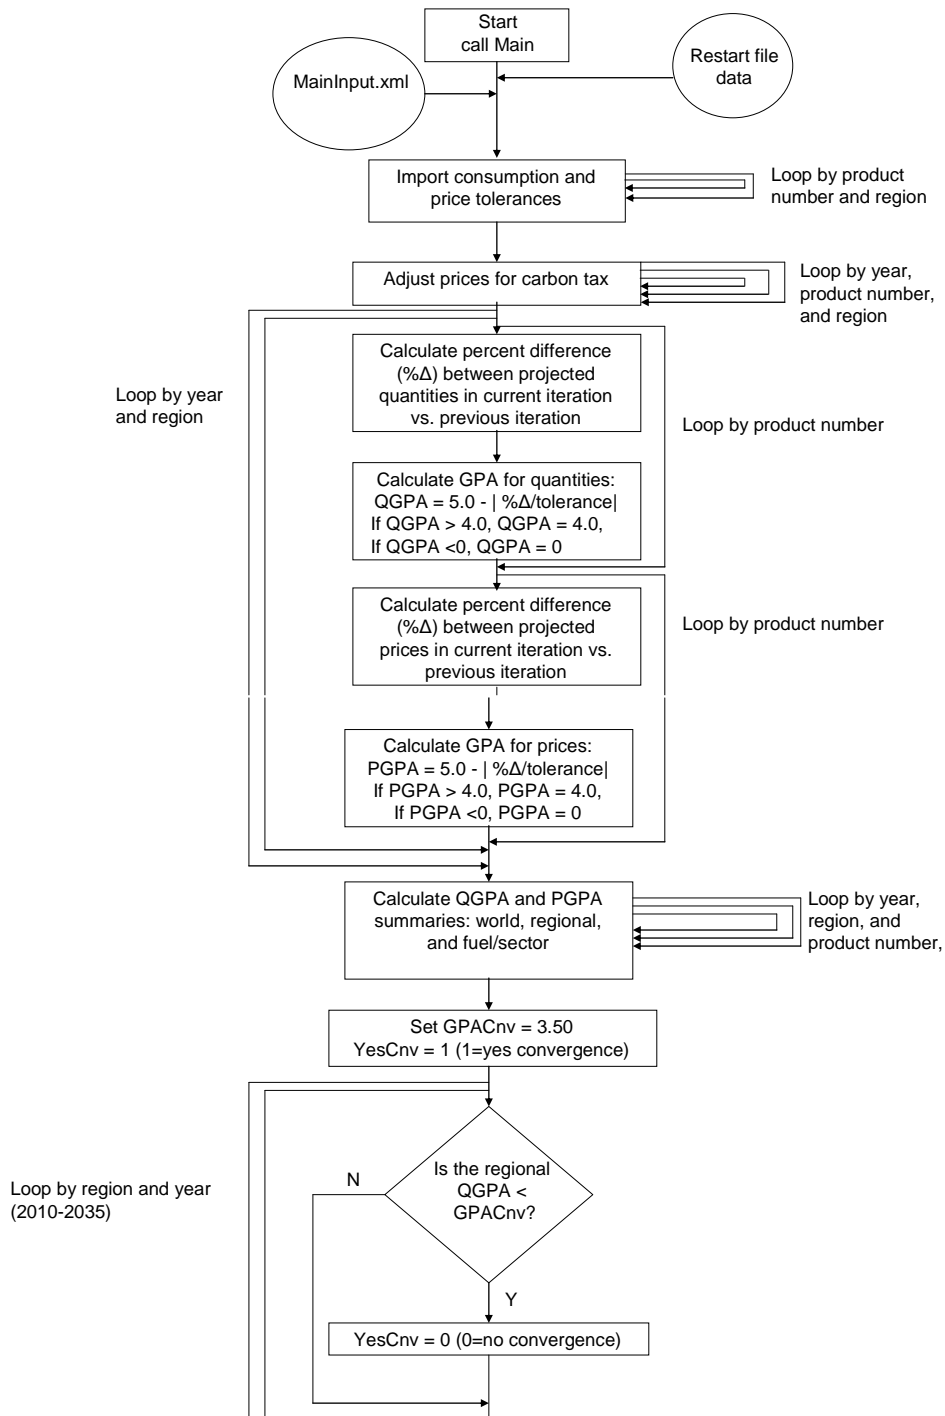 Start
call Main
MainInput.xml
Restart file
data
Import consumption and
price tolerances
Loop by product
number and region
Adjust prices for carbon tax
Loop by year,
product number,
and region
Loop by year
and region
Calculate percent difference
(%Δ) between projected
quantities in current iteration
vs. previous iteration
Loop by product number
Calculate GPA for quantities:
QGPA = 5.0 - | %Δ/tolerance|
If QGPA > 4.0, QGPA = 4.0,
If QGPA <0, QGPA = 0
Calculate percent difference
(%Δ) between projected
prices in current iteration vs.
previous iteration
Loop by product number
Calculate GPA for prices:
PGPA = 5.0 - | %Δ/tolerance|
If PGPA > 4.0, PGPA = 4.0,
If PGPA <0, PGPA = 0
Calculate QGPA and PGPA
summaries: world, regional,
and fuel/sector
Loop by year,
region, and
product number,
Set GPACnv = 3.50
YesCnv = 1 (1=yes convergence)
Loop by region and year
(2010-2035)
N
Is the regional
QGPA <
GPACnv?
Y
YesCnv = 0 (0=no convergence)